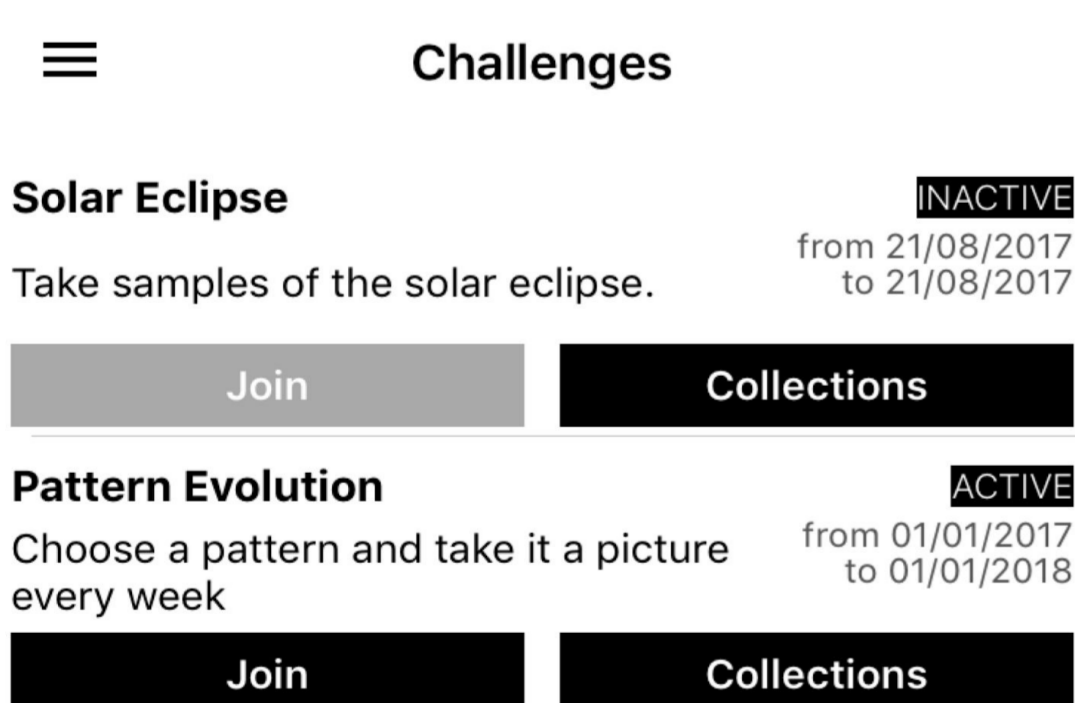 Challenges
Solar Eclipse
INACTIVE
from 21/08/2017
to 21/08/2017
Take samples of the solar eclipse.
Join
Collections
Pattern Evolution
ACTIVE
from 01/01/2017
to 01/01/2018
Choose a pattern and take it a picture
every week
Join
Collections